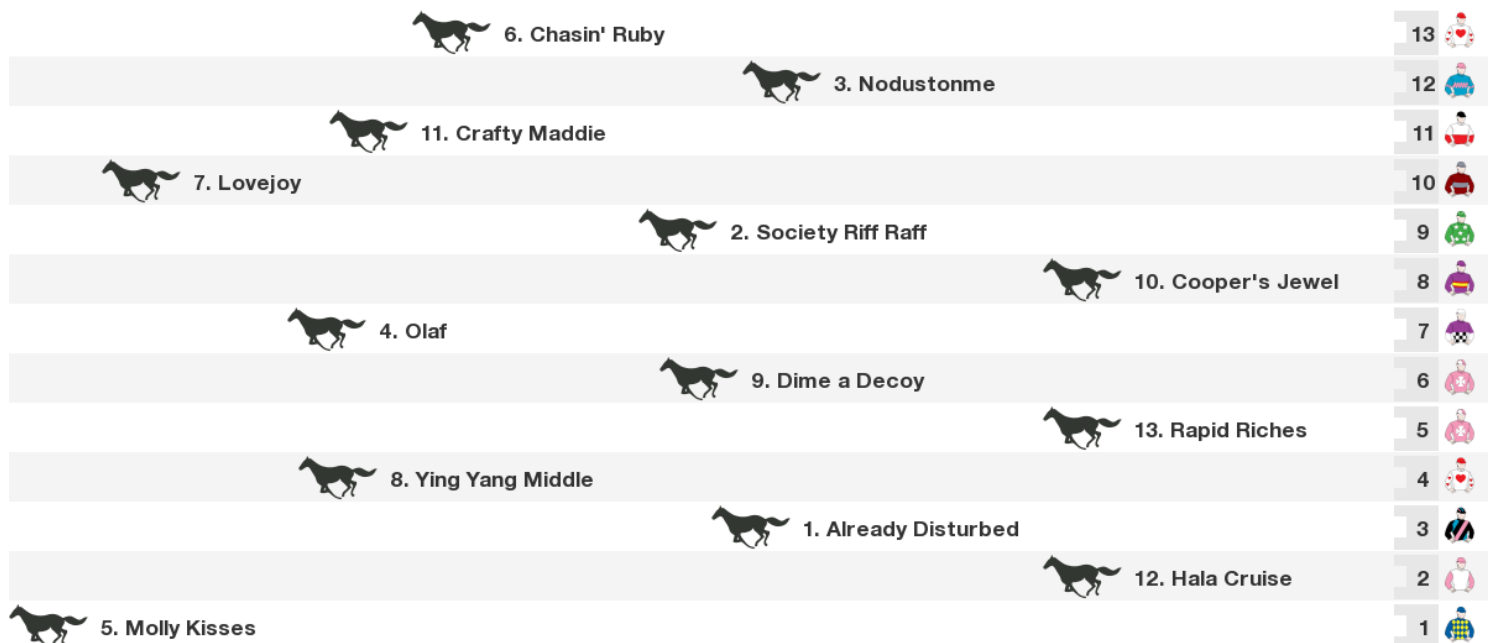 6. Chasin' Ruby 13
3. Nodustonme 12
11. Crafty Maddie 11
7. Lovejoy 10
2. Society Riff Raff 9
10. Cooper's Jewel 8
4. Olaf 7
9. Dime a Decoy 6
13. Rapid Riches 5
8. Ying Yang Middle 4
1. Already Disturbed 3
12. Hala Cruise 2
5. Molly Kisses 1